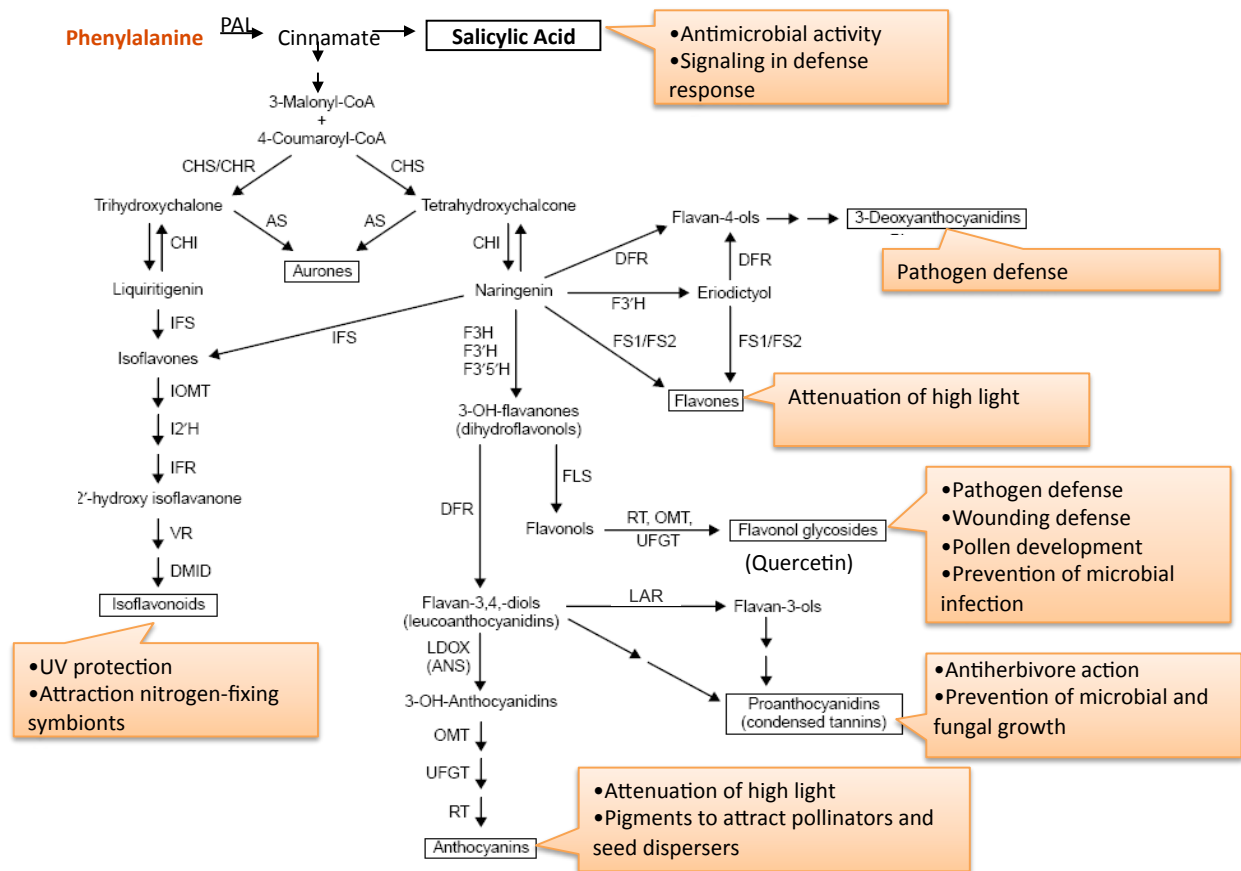 Phenylalanine
PAL
Cinnamate
Salicylic Acid
•Antimicrobial activity
•Signaling in defense
response
3-Malonyl-CoA
+
4-Coumaroyl-CoA
CHS/CHR
CHS
Trihydroxychalone
AS
AS
Tetrahydroxychalcone
CHI
Aurones
CHI
Flavan-4-ols
3-Deoxyanthocyanidins
Pathogen defense
DFR
DFR
Liquiritigenin
Naringenin
F3'H
Eriodictyol
IFS
IFS
Isoflavones
F3H
F3'H
F3'5'H
FS1/FS2
FS1/FS2
Flavones
Attenuation of high light
IOMT
I2'H
IFR
2'-hydroxy isoflavanone
VR
DMID
Isoflavonoids
•UV protection
•Attraction nitrogen-fixing
symbionts
3-OH-flavanones
(dihydroflavonols)
FLS
DFR
Flavonols
RT, OMT,
UFGT
Flavonol glycosides
(Quercetin)
•Pathogen defense
•Wounding defense
•Pollen development
•Prevention of microbial
infection
Flavan-3,4,-diols
(leucoanthocyanidins)
LAR
Flavan-3-ols
LDOX
(ANS)
Proanthocyanidins
(condensed tannins)
•Antiherbivore action
•Prevention of microbial and
fungal growth
3-OH-Anthocyanidins
OMT
UFGT
RT
Anthocyanins
•Attenuation of high light
•Pigments to attract pollinators and
seed dispersers